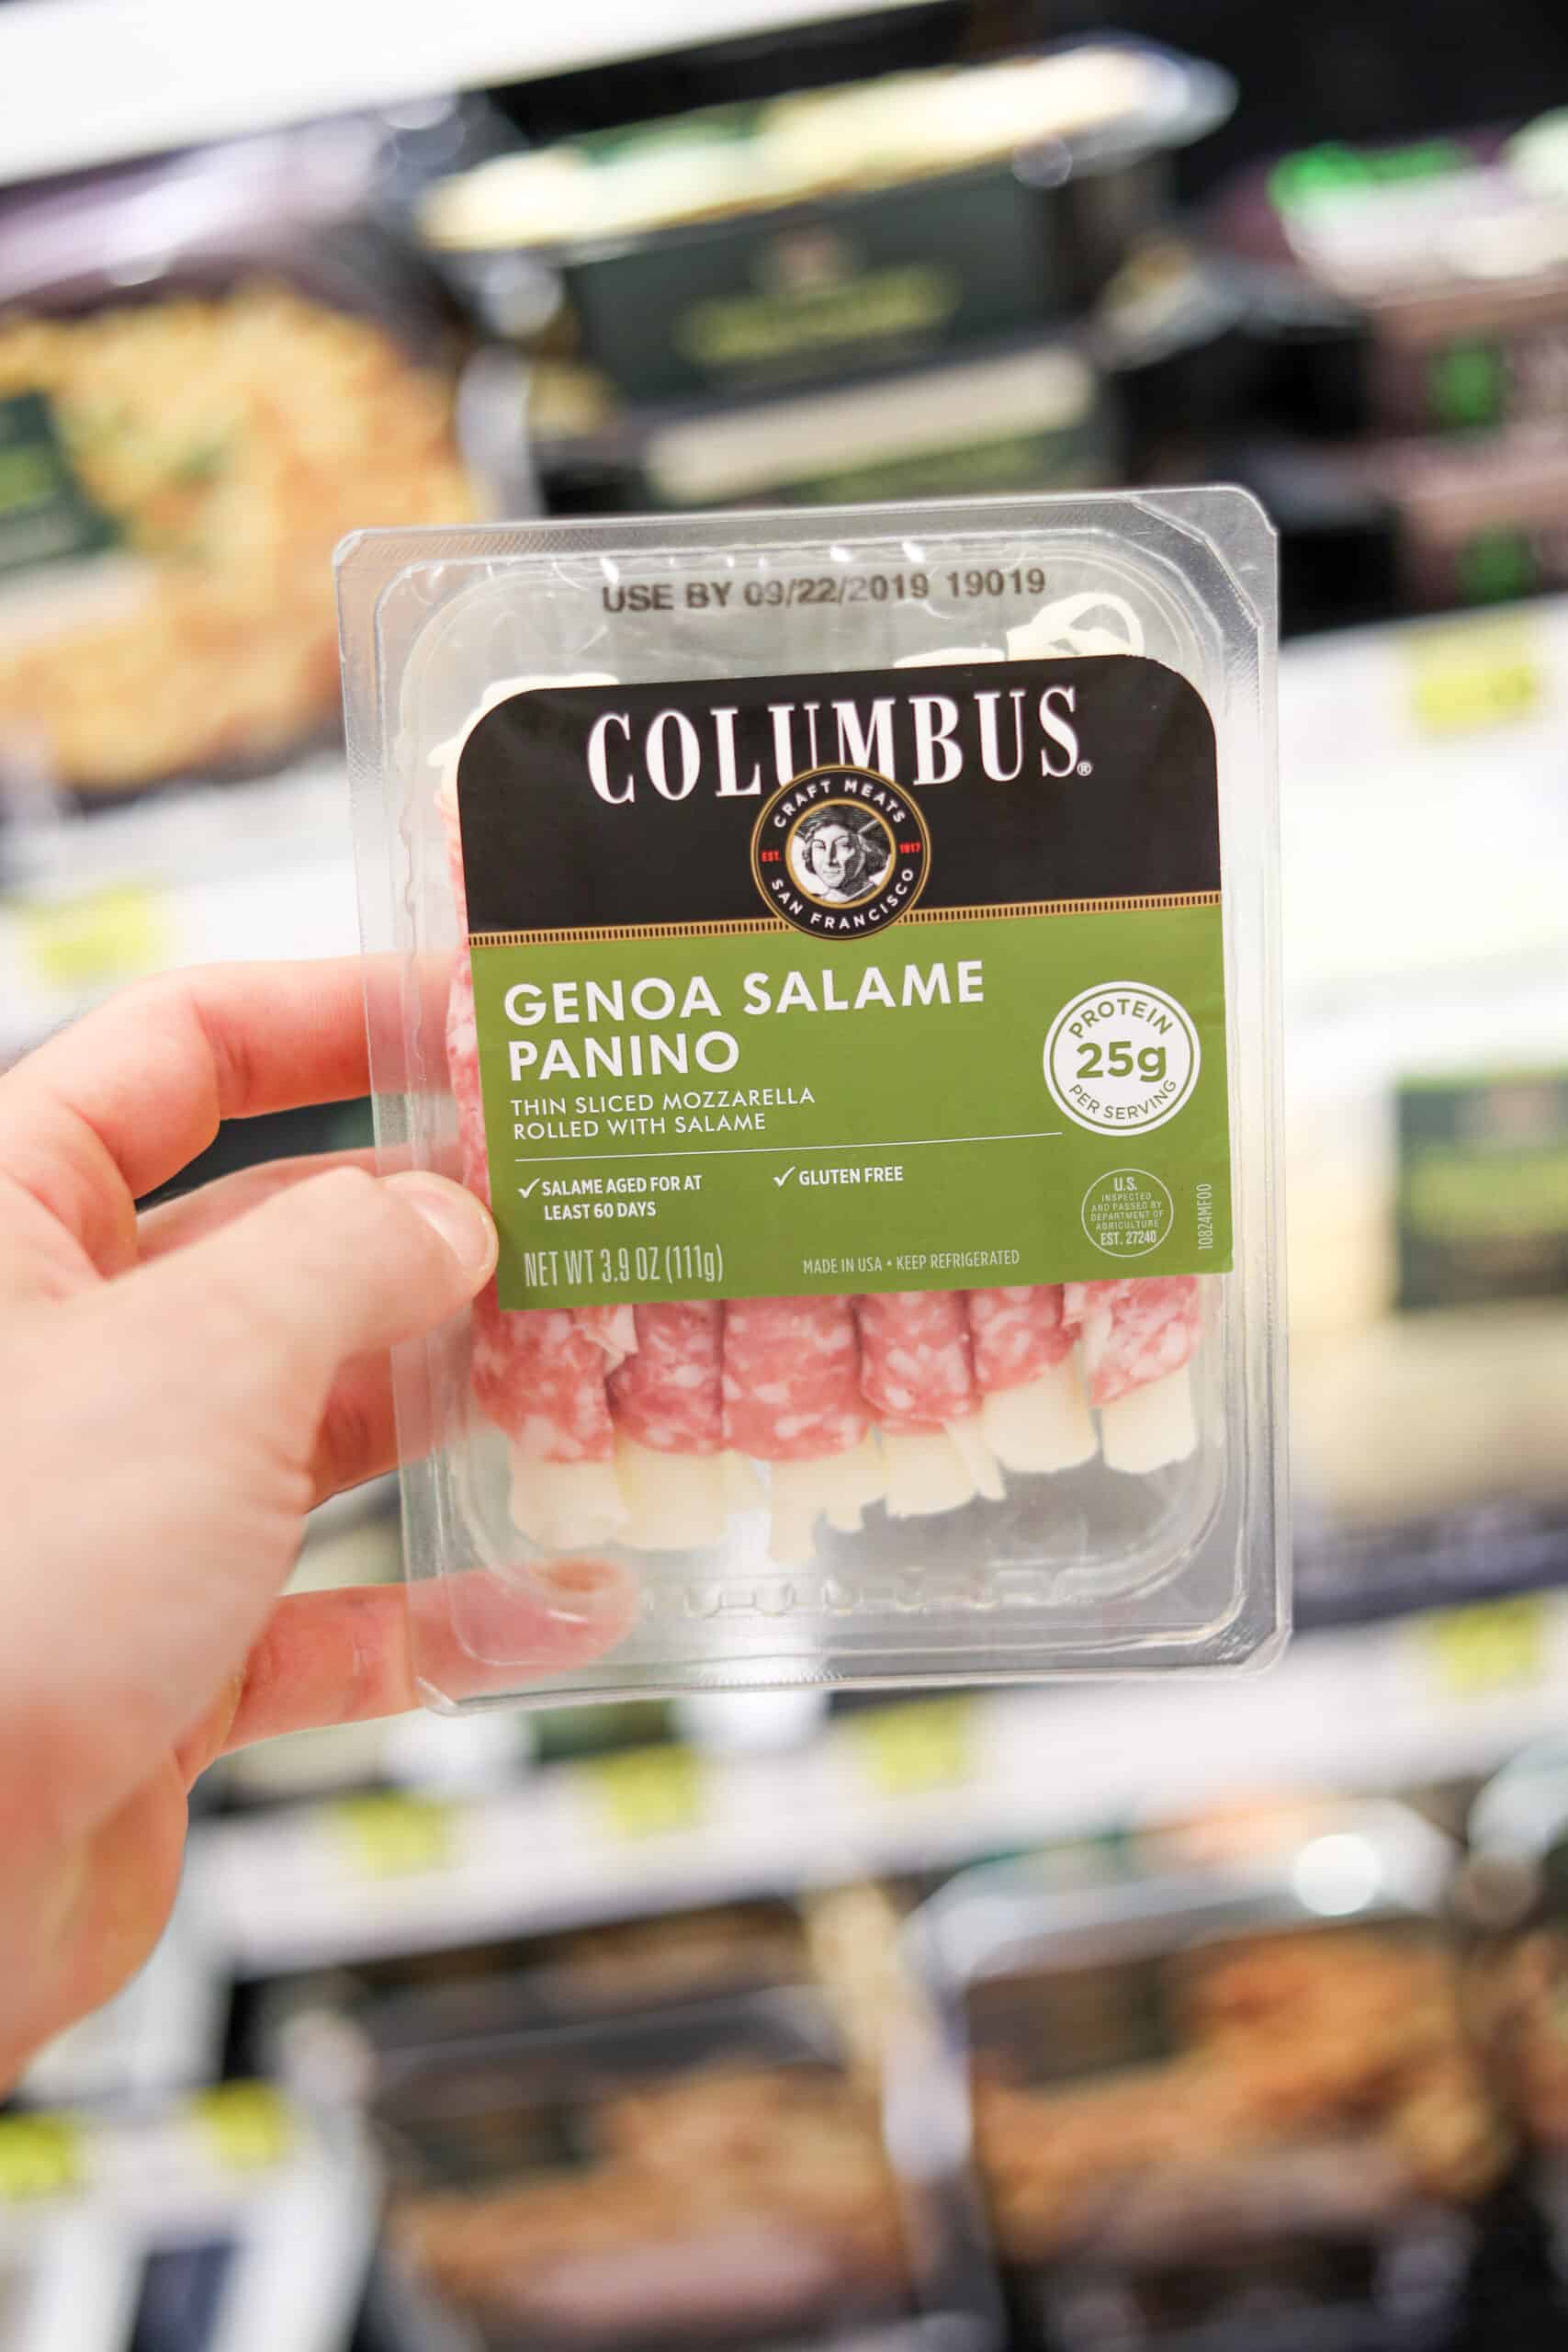 USE BY 09/22/2019 19019
COLUMBUS®
CRAFT MEATS
EST. 1917
SAN FRANCISCO
GENOA SALAME
PANINO
THIN SLICED MOZZARELLA
ROLLED WITH SALAME
PROTEIN
25g
PER SERVING
✓ SALAME AGED FOR AT
LEAST 60 DAYS
✓ GLUTEN FREE
NET WT 3.9 OZ (111g)
MADE IN USA • KEEP REFRIGERATED
U.S.
INSPECTED
AND PASSED BY
DEPARTMENT OF
AGRICULTURE
EST. 27240
10824MF00